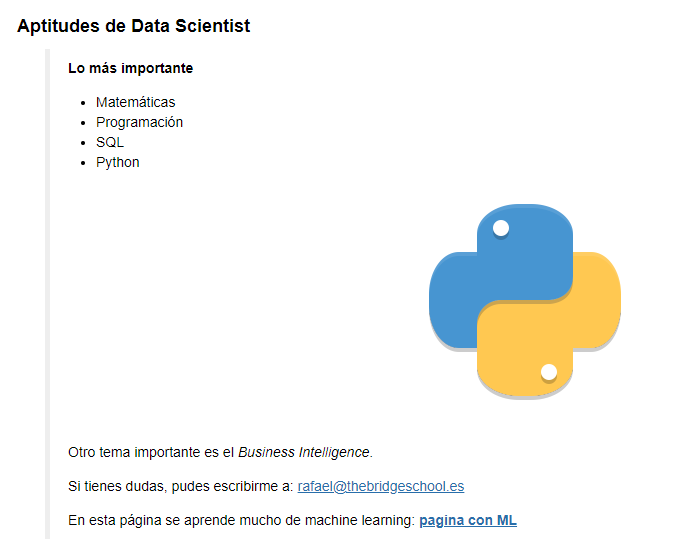 Aptitudes de Data Scientist
Lo más importante
Matemáticas
Programación
SQL
Python
Otro tema importante es el Business Intelligence.
Si tienes dudas, pudes escribirme a: rafael@thebridgeschool.es
En esta página se aprende mucho de machine learning: pagina con ML